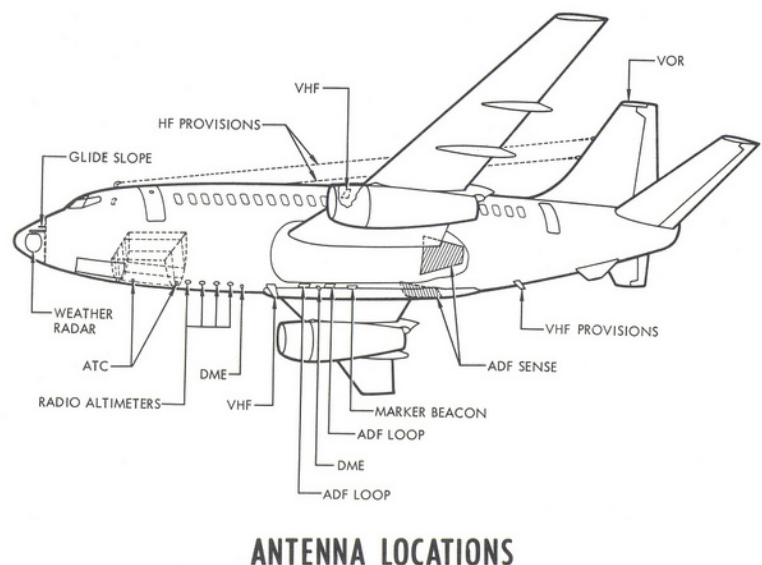 VOR
VHF
HF PROVISIONS
GLIDE SLOPE
WEATHER
RADAR
VHF PROVISIONS
ATC
DME
ADF SENSE
RADIO ALTIMETERS
VHF
MARKER BEACON
ADF LOOP
DME
ADF LOOP
ANTENNA LOCATIONS